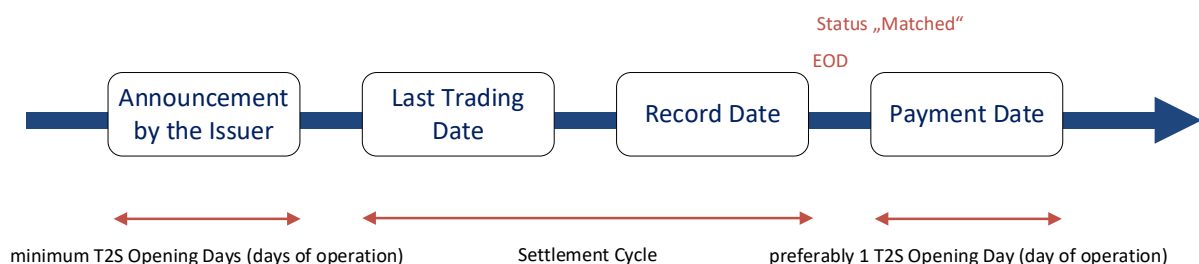 Status „Matched“
EOD
Announcement
by the Issuer
Last Trading
Date
Record Date
Payment Date
minimum T2S Opening Days (days of operation)
Settlement Cycle
preferably 1 T2S Opening Day (day of operation)